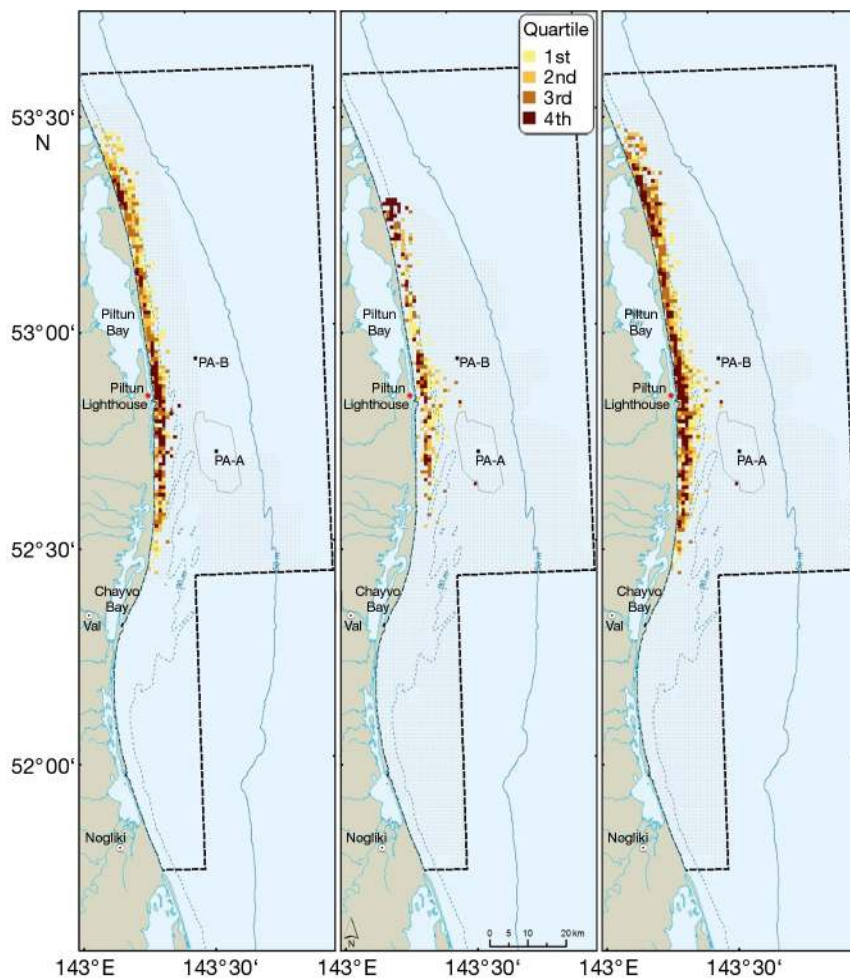 Quartile
1st
2nd
3rd
4th
53°30‘
N
53°00‘
52°30‘
52°00‘
Piltun
Bay
PA-B
Piltun
Lighthouse
PA-A
Chayvo
Bay
Val
Nogliki
143° E
143°30‘
Piltun
Bay
PA-B
Piltun
Lighthouse
PA-A
Chayvo
Bay
Val
Nogliki
N
0 5 10 20 km
143° E
143°30‘
Piltun
Bay
PA-B
Piltun
Lighthouse
PA-A
Chayvo
Bay
Val
Nogliki
143° E
143°30‘